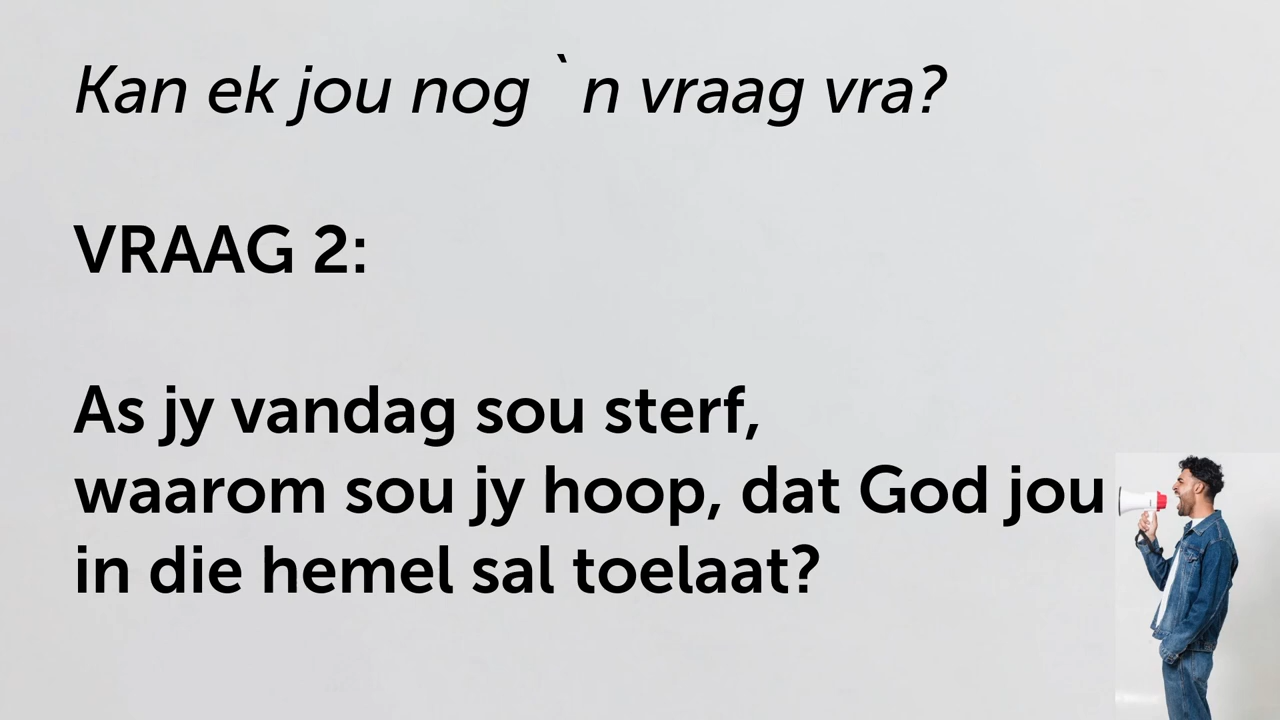 Kan ek jou nog `n vraag vra?
VRAAG 2:
As jy vandag sou sterf,
waarom sou jy hoop, dat God jou
in die hemel sal toelaat?